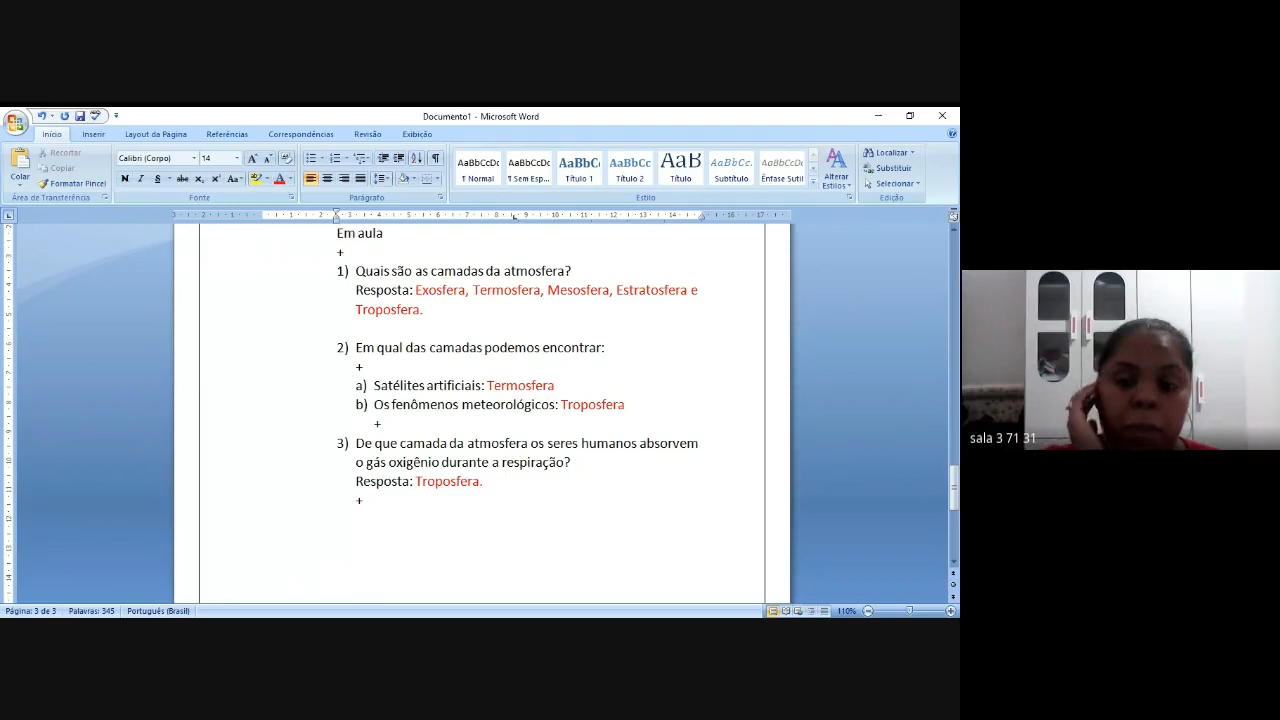 Documento1 - Microsoft Word
Início Inserir Layout da Página Referências Correspondências Revisão Exibição
Colar
Recortar
Copiar
Formatar Pincel
Área de Transferência
Calibri (Corpo) 14
N I S abc X₂ X² Aa
Fonte
Parágrafo
AaBbCcDc AaBbCcDc AaBbC AaBbCc AaB AaBbCc. AaBbCcDc
¶ Normal ¶ Sem Esp... Título 1 Título 2 Título Subtítulo Ênfase Sutil
Alterar Estilos
Estilo
Localizar
Substituir
Selecionar
Edição
Em aula
+
1) Quais são as camadas da atmosfera?
Resposta: Exosfera, Termosfera, Mesosfera, Estratosfera e
Troposfera.
2) Em qual das camadas podemos encontrar:
+
a) Satélites artificiais: Termosfera
b) Os fenômenos meteorológicos: Troposfera
+
3) De que camada da atmosfera os seres humanos absorvem
o gás oxigênio durante a respiração?
Resposta: Troposfera.
+
sala 3 71 31
Página: 3 de 3 Palavras: 345 Português (Brasil) 110%